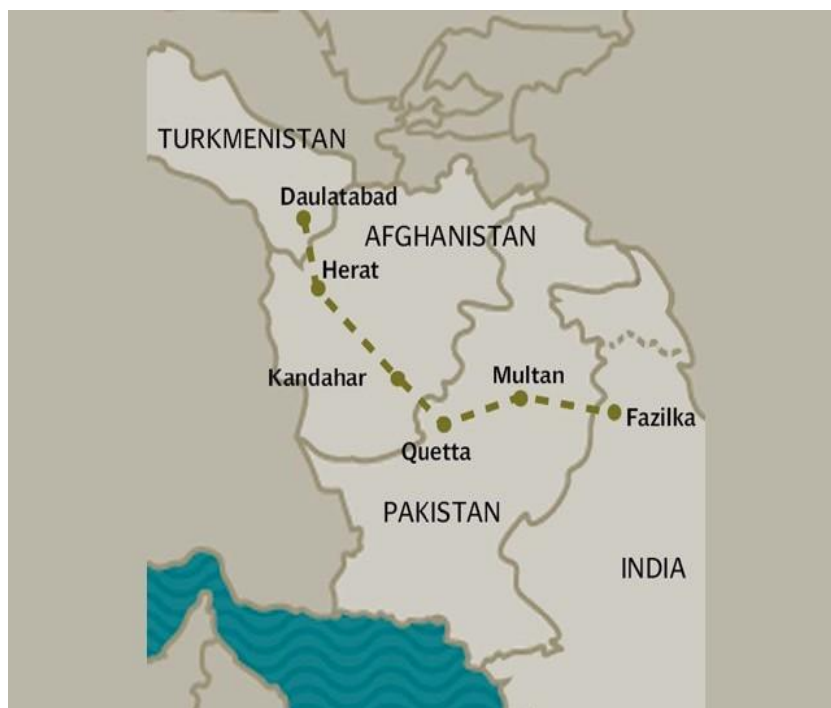 TURKMENISTAN
Daulatabad
AFGHANISTAN
Herat
Kandahar
Multan
Fazilka
Quetta
PAKISTAN
INDIA